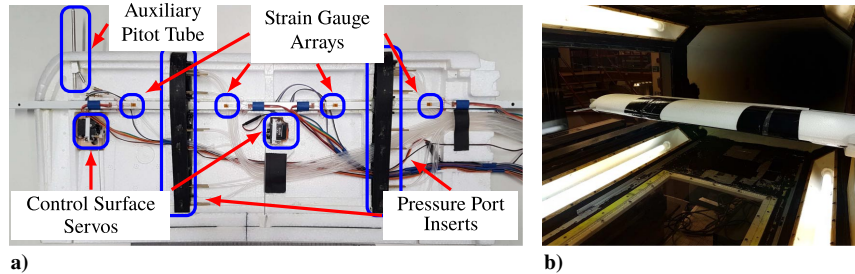 Auxiliary
Pitot Tube
Strain Gauge
Arrays
Control Surface
Servos
Pressure Port
Inserts
a)
b)